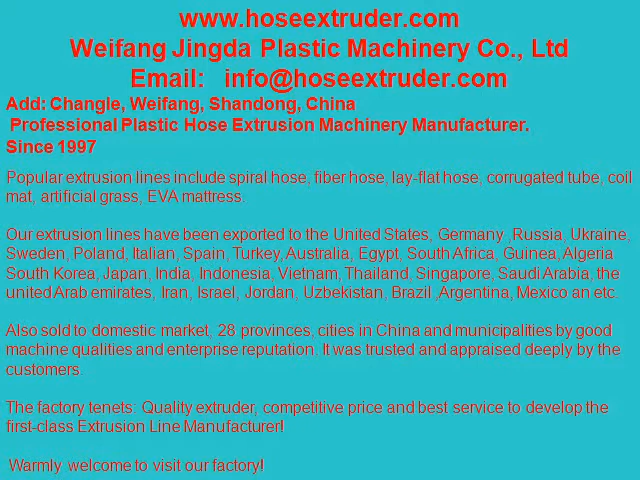 www.hoseextruder.com
Weifang Jingda Plastic Machinery Co., Ltd
Email: info@hoseextruder.com
Add: Changle, Weifang, Shandong, China
Professional Plastic Hose Extrusion Machinery Manufacturer.
Since 1997
Popular extrusion lines include spiral hose, fiber hose, lay-flat hose, corrugated tube, coil
mat, artificial grass, EVA mattress.
Our extrusion lines have been exported to the United States, Germany ,Russia, Ukraine,
Sweden, Poland, Italian, Spain, Turkey, Australia, Egypt, South Africa, Guinea, Algeria
South Korea, Japan, India, Indonesia, Vietnam, Thailand, Singapore, Saudi Arabia, the
united Arab emirates, Iran, Israel, Jordan, Uzbekistan, Brazil ,Argentina, Mexico an etc.
Also sold to domestic market, 28 provinces, cities in China and municipalities by good
machine qualities and enterprise reputation. It was trusted and appraised deeply by the
customers.
The factory tenets: Quality extruder, competitive price and best service to develop the
first-class Extrusion Line Manufacturer!
Warmly welcome to visit our factory!